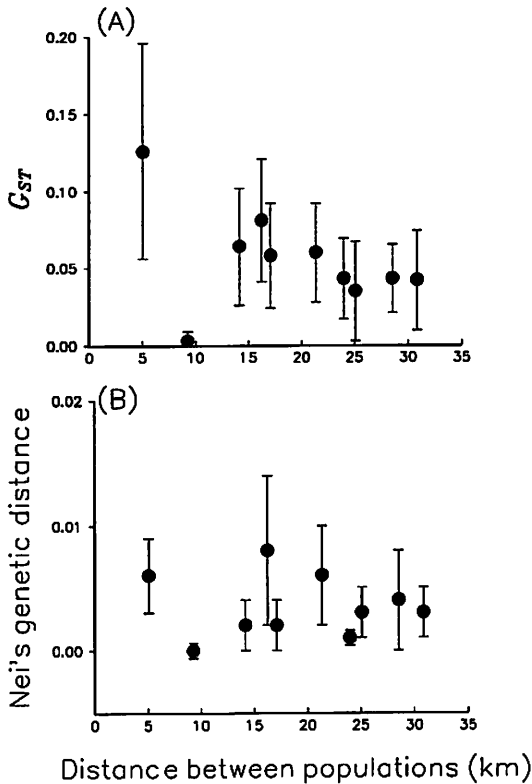 (A)
0.20
0.15
0.10
0.05
0.00
G_ST
0 5 10 15 20 25 30 35
(B)
0.02
0.01
0.00
Nei's genetic distance
0 5 10 15 20 25 30 35
Distance between populations (km)